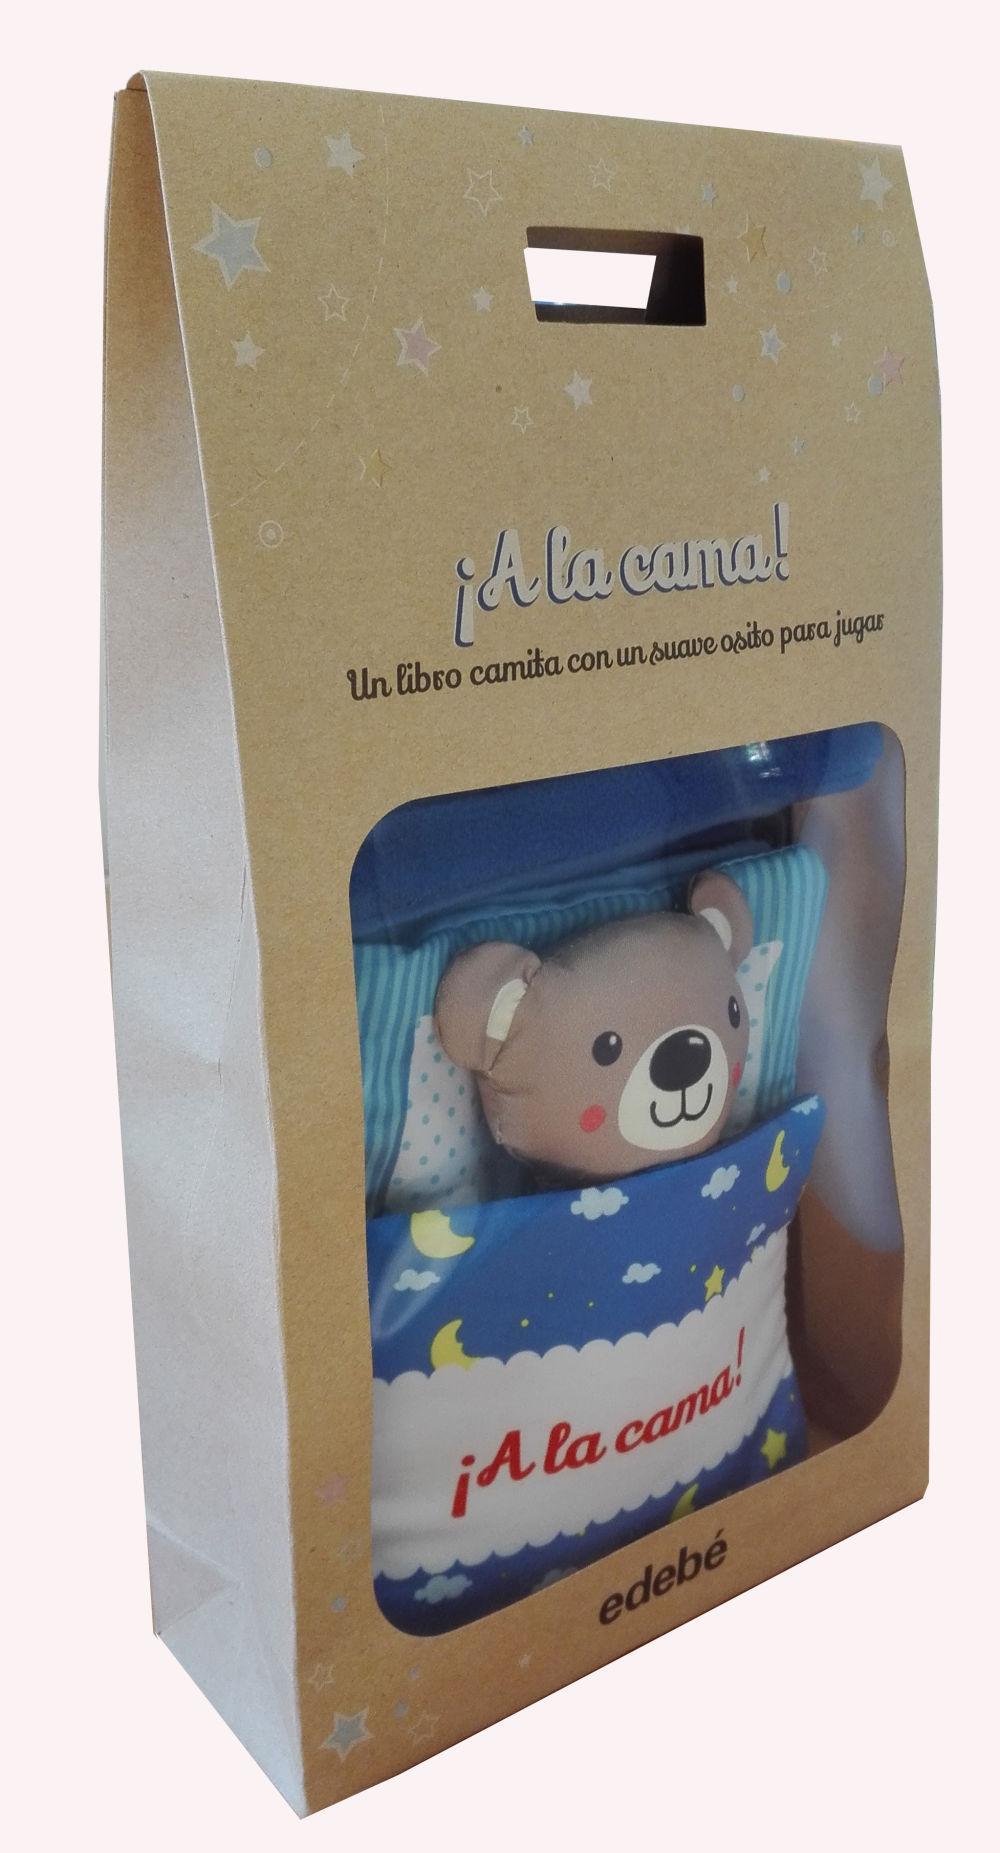 ¡A la cama!
Un libro camita con un suave osito para jugar
¡A la cama!
edebé